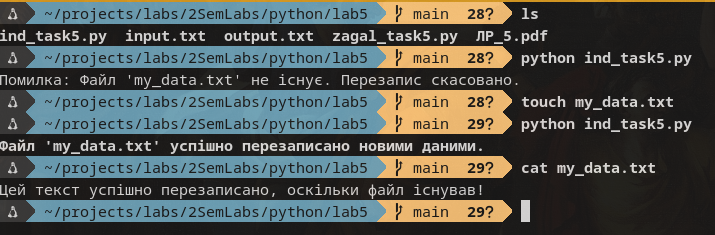 ~/projects/labs/2SemLabs/python/lab5 main 28? ls
ind_task5.py input.txt output.txt zagal_task5.py ЛР_5.pdf
~/projects/labs/2SemLabs/python/lab5 main 28? python ind_task5.py
Помилка: Файл 'my_data.txt' не існує. Перезапис скасовано.
~/projects/labs/2SemLabs/python/lab5 main 28? touch my_data.txt
~/projects/labs/2SemLabs/python/lab5 main 29? python ind_task5.py
Файл 'my_data.txt' успішно перезаписано новими даними.
~/projects/labs/2SemLabs/python/lab5 main 29? cat my_data.txt
Цей текст успішно перезаписано, оскільки файл існував!
~/projects/labs/2SemLabs/python/lab5 main 29?